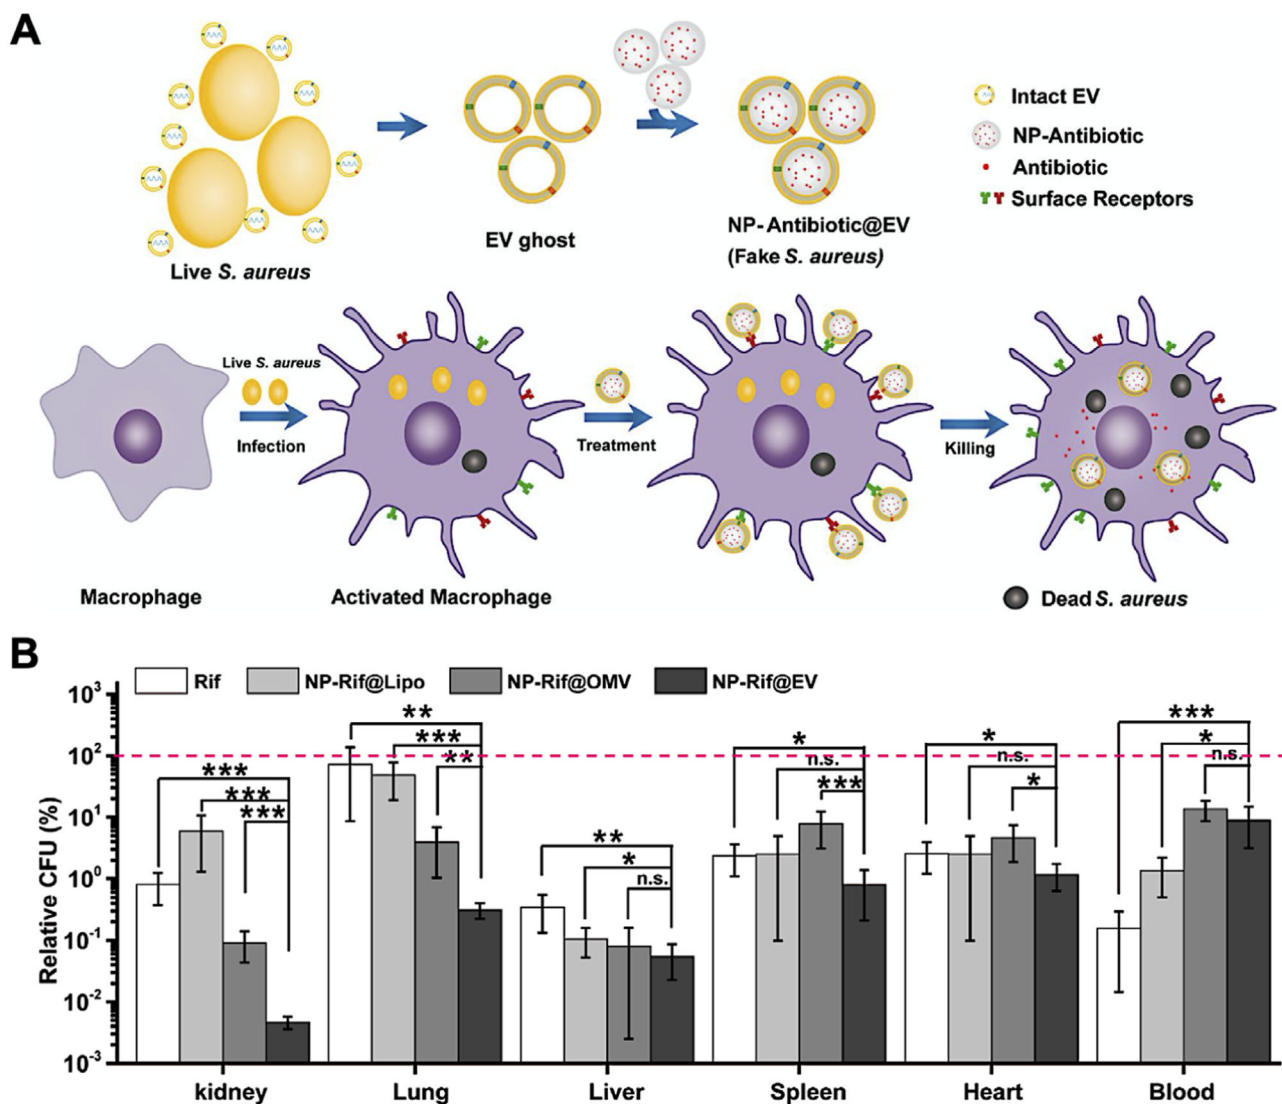 A
Intact EV
NP-Antibiotic
Antibiotic
Surface Receptors
EV ghost
NP-Antibiotic@EV
(Fake S. aureus)
Live S. aureus
Live S. aureus
Infection
Treatment
Killing
Macrophage
Activated Macrophage
Dead S. aureus
B
Rif
NP-Rif@Lipo
NP-Rif@OMV
NP-Rif@EV
Relative CFU (%)
10³
10²
10¹
10⁰
10⁻¹
10⁻²
10⁻³
***
***
***
**
***
**
**
*
n.s.
*
n.s.
***
*
n.s.
*
***
*
n.s.
kidney
Lung
Liver
Spleen
Heart
Blood